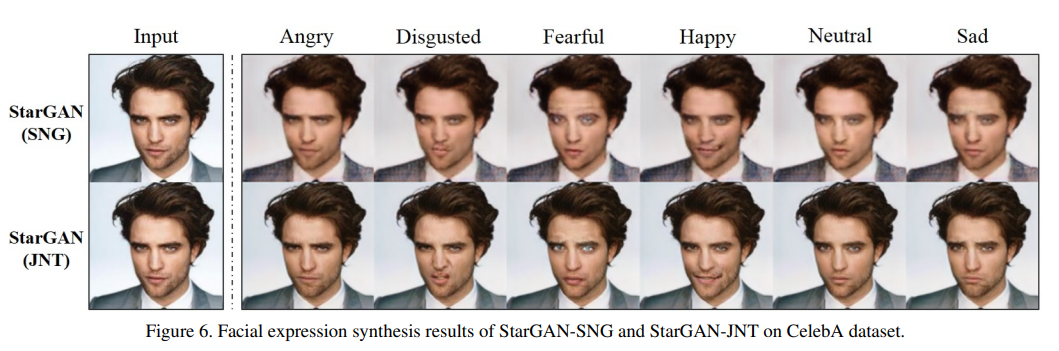 Input Angry Disgusted Fearful Happy Neutral Sad
StarGAN
(SNG)
StarGAN
(JNT)
Figure 6. Facial expression synthesis results of StarGAN-SNG and StarGAN-JNT on CelebA dataset.